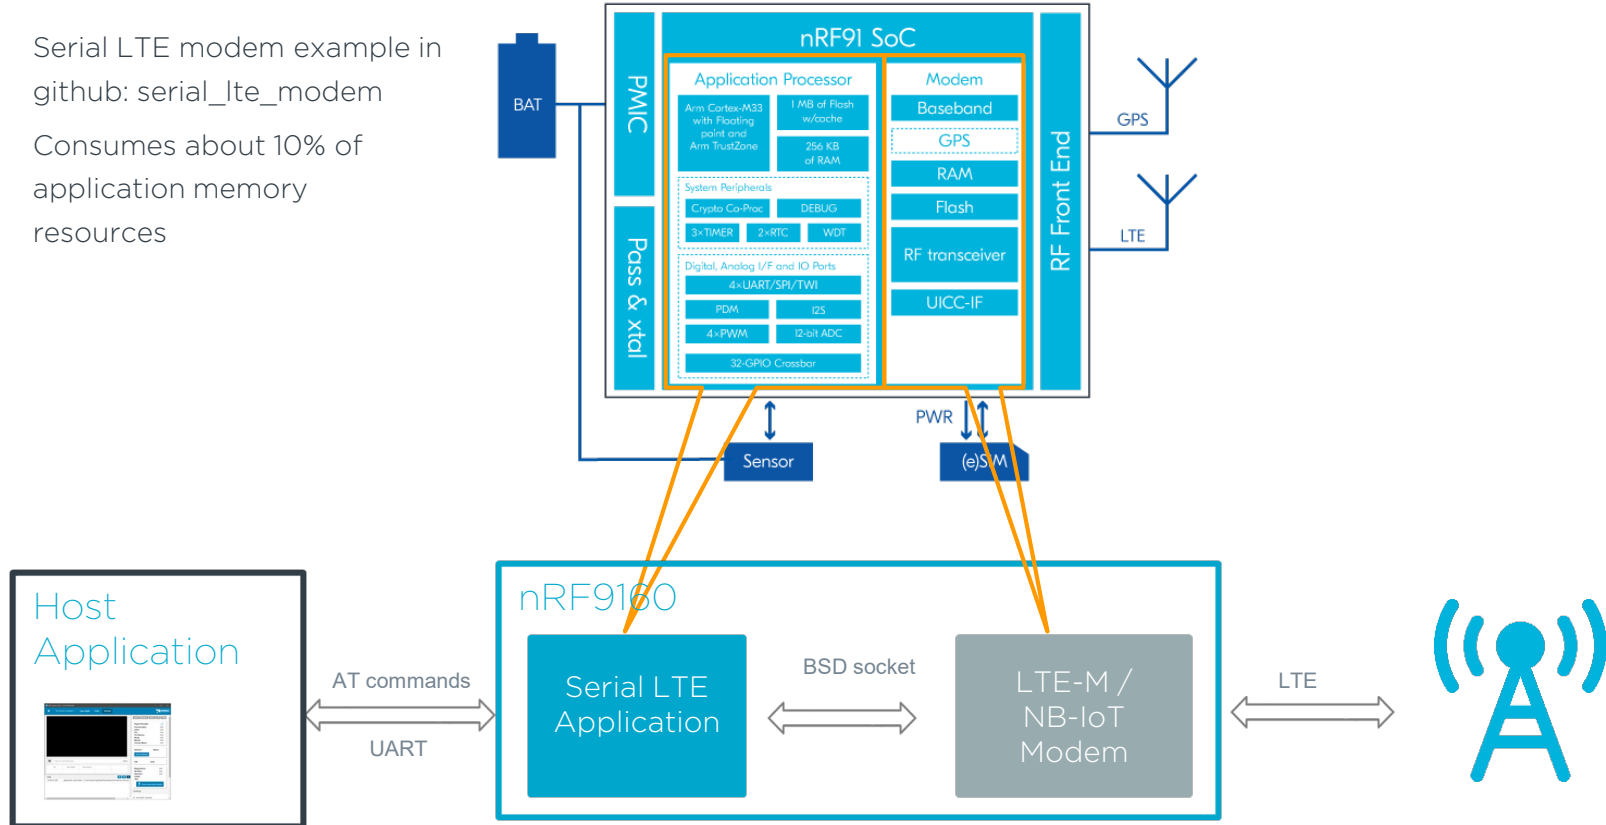 Serial LTE modem example in
github: serial_lte_modem
Consumes about 10% of
application memory
resources
BAT
PMIC
Pass & xtal
nRF91 SoC
Application Processor
Arm Cortex-M33
with Floating
point and
Arm TrustZone
1 MB of Flash
w/cache
256 KB
of RAM
System Peripherals
Crypto Co-Proc
DEBUG
3×TIMER
2×RTC
WDT
Digital, Analog I/F and IO Ports
4×UART/SPI/TWI
PDM
I2S
4×PWM
12-bit ADC
32-GPIO Crossbar
Modem
Baseband
GPS
RAM
Flash
RF transceiver
UICC-IF
RF Front End
GPS
LTE
PWR
Sensor
(e)SIM
Host
Application
AT commands
UART
nRF9160
Serial LTE
Application
BSD socket
LTE-M /
NB-IoT
Modem
LTE